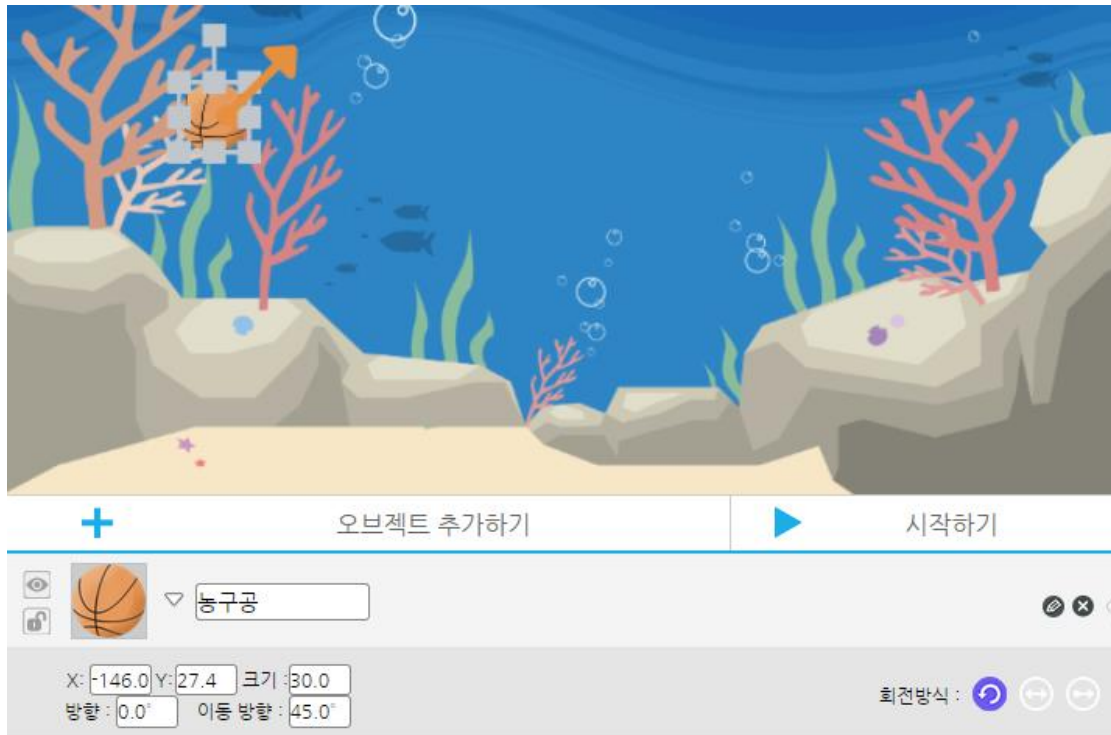 오브젝트 추가하기
시작하기
농구공
X: -146.0 Y: 27.4 크기 : 30.0
방향 : 0.0° 이동 방향 : 45.0°
회전방식 :